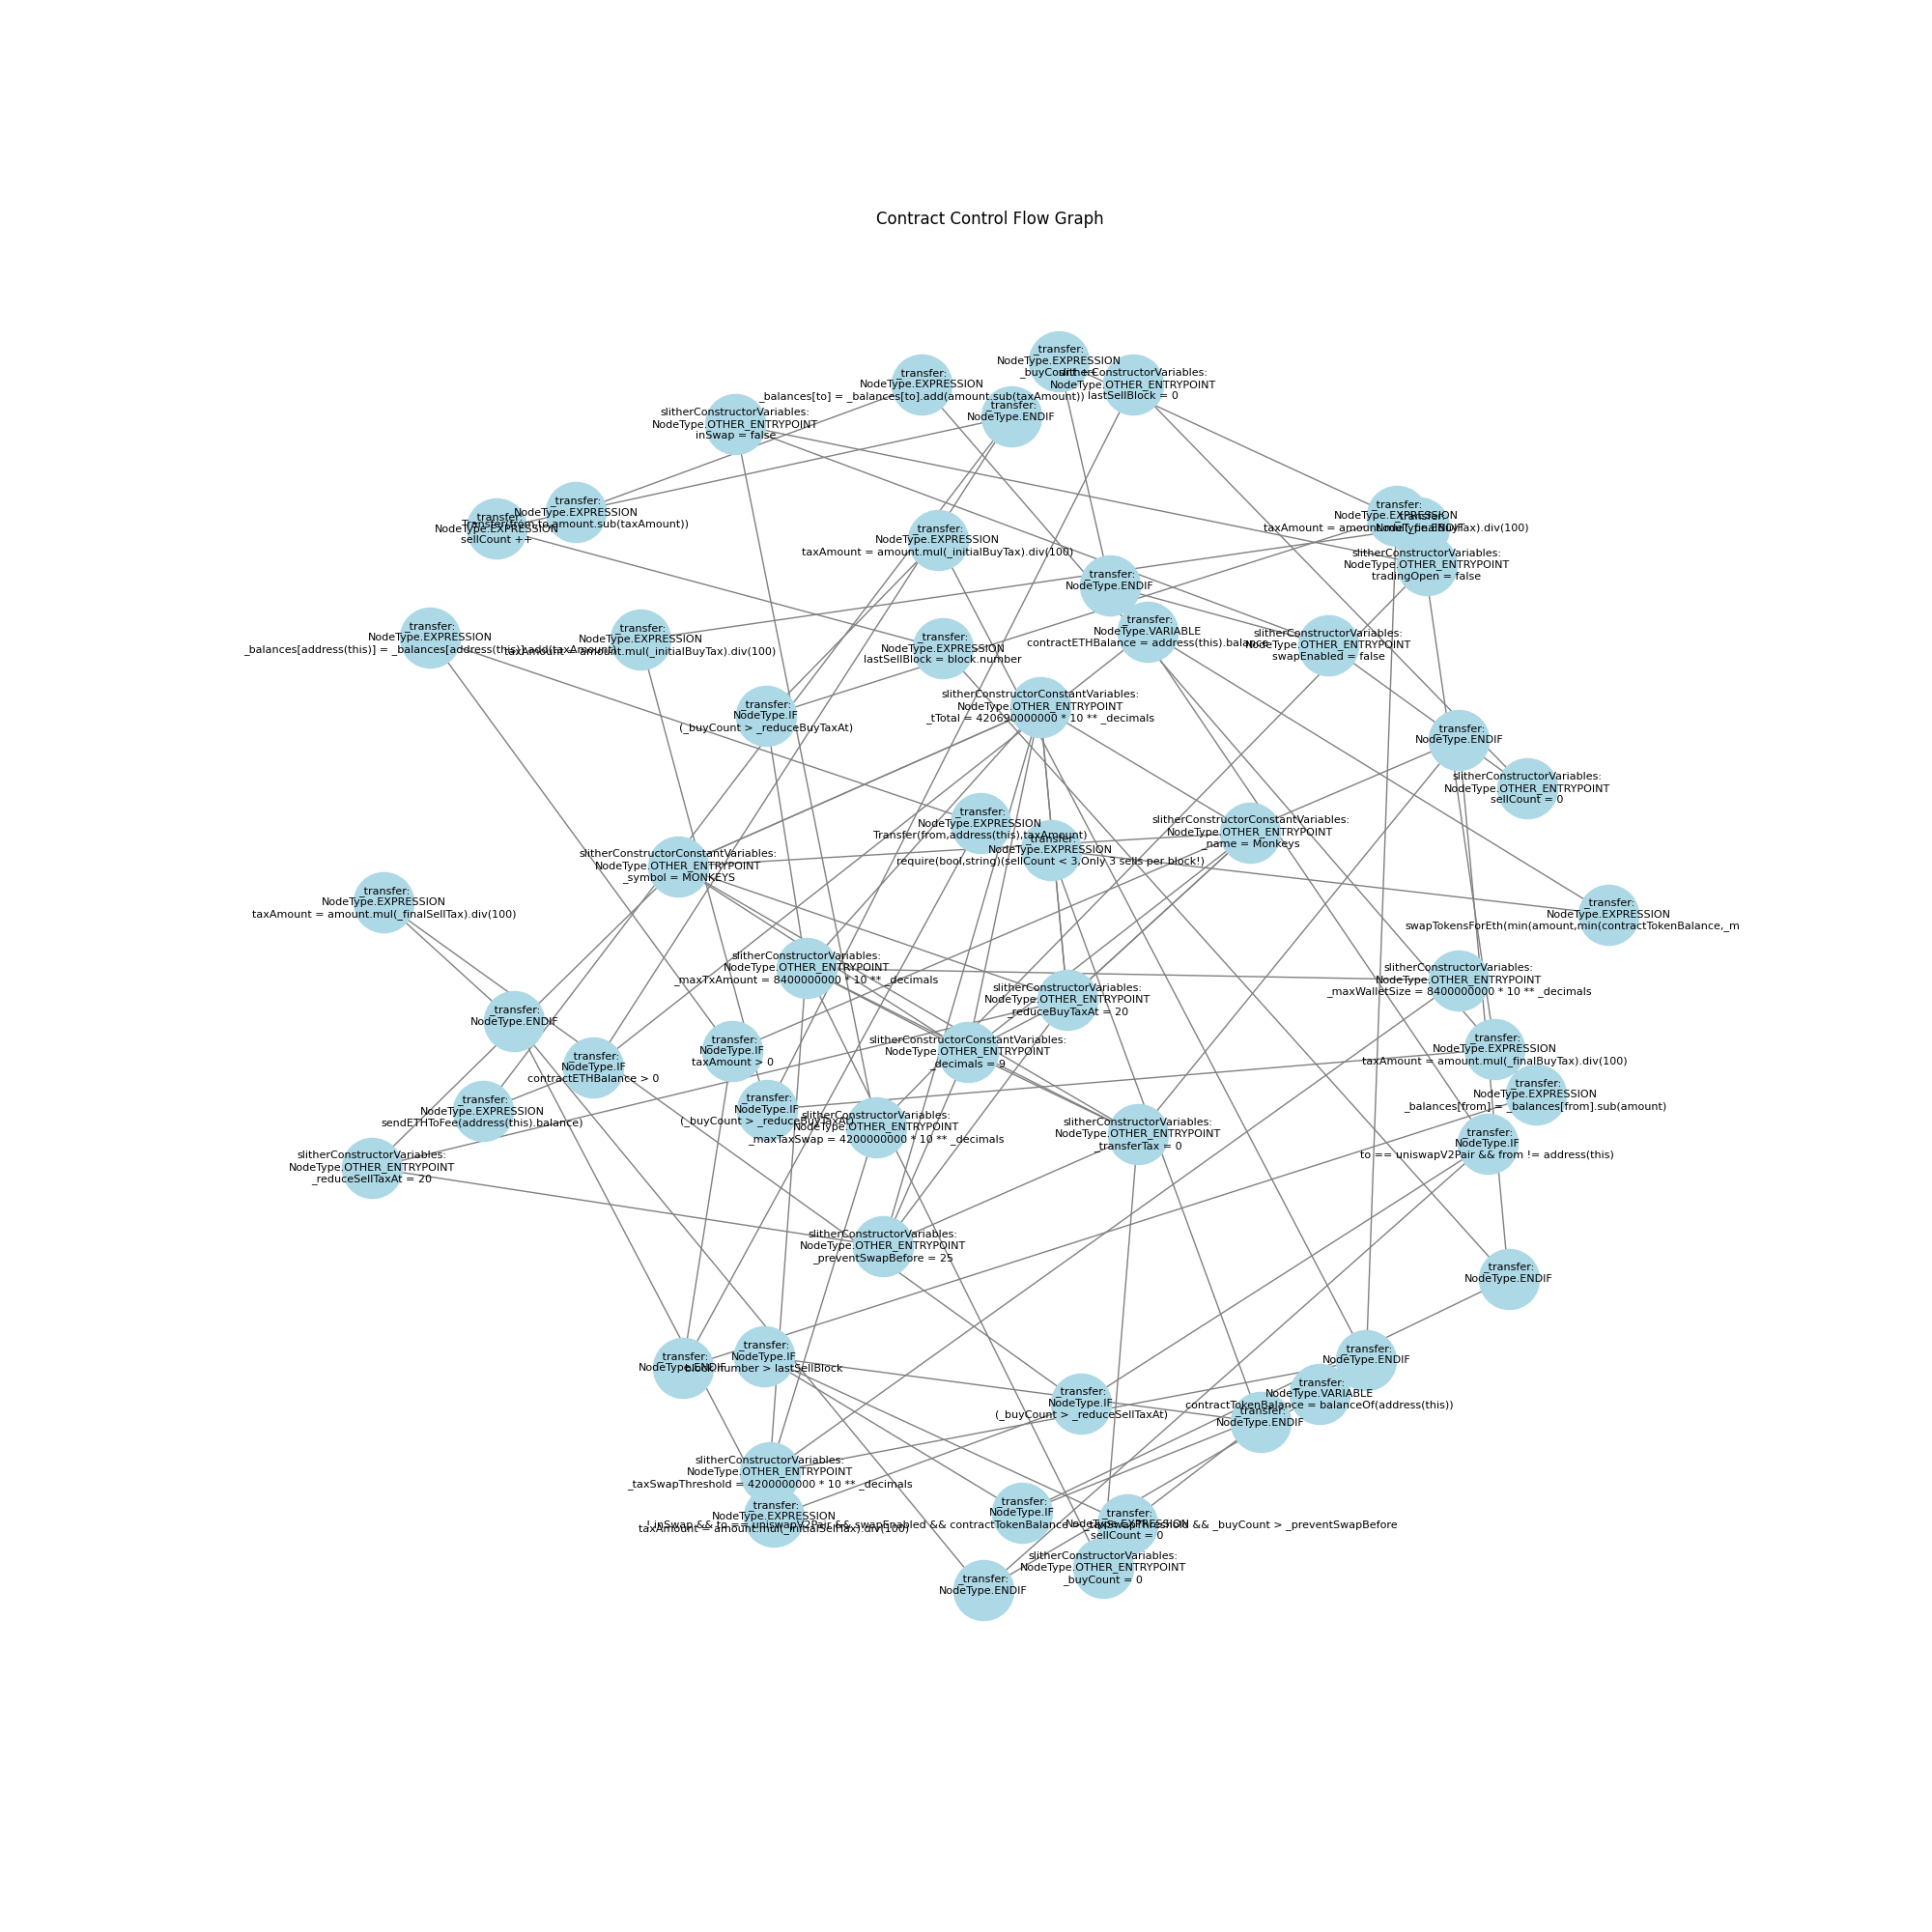 Contract Control Flow Graph
_transfer:
NodeType.EXPRESSION
_buyCount ++
slitherConstructorVariables:
NodeType.OTHER_ENTRYPOINT
lastSellBlock = 0
_transfer:
NodeType.EXPRESSION
_balances[to] = _balances[to].add(amount.sub(taxAmount))
_transfer:
NodeType.ENDIF
slitherConstructorVariables:
NodeType.OTHER_ENTRYPOINT
inSwap = false
_transfer:
NodeType.EXPRESSION
Transfer(from,to,amount.sub(taxAmount))
_transfer:
NodeType.EXPRESSION
sellCount ++
_transfer:
NodeType.EXPRESSION
taxAmount = amount.mul(_initialBuyTax).div(100)
_transfer:
NodeType.EXPRESSION
taxAmount = amount.mul(_finalBuyTax).div(100)
_transfer:
NodeType.ENDIF
slitherConstructorVariables:
NodeType.OTHER_ENTRYPOINT
tradingOpen = false
_transfer:
NodeType.ENDIF
_transfer:
NodeType.VARIABLE
contractETHBalance = address(this).balance
slitherConstructorVariables:
NodeType.OTHER_ENTRYPOINT
swapEnabled = false
_transfer:
NodeType.EXPRESSION
_balances[address(this)] = _balances[address(this)].add(taxAmount)
_transfer:
NodeType.EXPRESSION
taxAmount = amount.mul(_initialBuyTax).div(100)
_transfer:
NodeType.EXPRESSION
lastSellBlock = block.number
_transfer:
NodeType.IF
(_buyCount > _reduceBuyTaxAt)
slitherConstructorConstantVariables:
NodeType.OTHER_ENTRYPOINT
_tTotal = 420690000000 * 10 ** _decimals
_transfer:
NodeType.ENDIF
slitherConstructorVariables:
NodeType.OTHER_ENTRYPOINT
sellCount = 0
_transfer:
NodeType.EXPRESSION
Transfer(from,address(this),taxAmount)
_transfer:
NodeType.EXPRESSION
require(bool,string)(sellCount < 3,Only 3 sells per block!)
slitherConstructorConstantVariables:
NodeType.OTHER_ENTRYPOINT
_name = Monkeys
slitherConstructorConstantVariables:
NodeType.OTHER_ENTRYPOINT
_symbol = MONKEYS
_transfer:
NodeType.EXPRESSION
taxAmount = amount.mul(_finalSellTax).div(100)
_transfer:
NodeType.EXPRESSION
swapTokensForEth(min(amount,min(contractTokenBalance,_m
slitherConstructorVariables:
NodeType.OTHER_ENTRYPOINT
_maxTxAmount = 8400000000 * 10 ** _decimals
slitherConstructorVariables:
NodeType.OTHER_ENTRYPOINT
_maxWalletSize = 8400000000 * 10 ** _decimals
slitherConstructorVariables:
NodeType.OTHER_ENTRYPOINT
_reduceBuyTaxAt = 20
_transfer:
NodeType.ENDIF
_transfer:
NodeType.IF
taxAmount > 0
slitherConstructorConstantVariables:
NodeType.OTHER_ENTRYPOINT
_decimals = 9
_transfer:
NodeType.EXPRESSION
taxAmount = amount.mul(_finalBuyTax).div(100)
_transfer:
NodeType.IF
contractETHBalance > 0
_transfer:
NodeType.EXPRESSION
sendETHToFee(address(this).balance)
_transfer:
NodeType.IF
(_buyCount > _reduceBuyTaxAt)
slitherConstructorVariables:
NodeType.OTHER_ENTRYPOINT
_maxTaxSwap = 4200000000 * 10 ** _decimals
_transfer:
NodeType.EXPRESSION
_balances[from] = _balances[from].sub(amount)
slitherConstructorVariables:
NodeType.OTHER_ENTRYPOINT
_transferTax = 0
_transfer:
NodeType.IF
to == uniswapV2Pair && from != address(this)
slitherConstructorVariables:
NodeType.OTHER_ENTRYPOINT
_reduceSellTaxAt = 20
slitherConstructorVariables:
NodeType.OTHER_ENTRYPOINT
_preventSwapBefore = 25
_transfer:
NodeType.ENDIF
_transfer:
NodeType.ENDIF
_transfer:
NodeType.IF
block.number > lastSellBlock
_transfer:
NodeType.ENDIF
_transfer:
NodeType.VARIABLE
contractTokenBalance = balanceOf(address(this))
_transfer:
NodeType.IF
(_buyCount > _reduceSellTaxAt)
_transfer:
NodeType.ENDIF
slitherConstructorVariables:
NodeType.OTHER_ENTRYPOINT
_taxSwapThreshold = 4200000000 * 10 ** _decimals
_transfer:
NodeType.EXPRESSION
taxAmount = amount.mul(_initialSellTax).div(100)
_transfer:
NodeType.IF
! inSwap && to == uniswapV2Pair && swapEnabled && contractTokenBalance > _taxSwapThreshold && _buyCount > _preventSwapBefore
_transfer:
NodeType.EXPRESSION
sellCount = 0
slitherConstructorVariables:
NodeType.OTHER_ENTRYPOINT
_buyCount = 0
_transfer:
NodeType.ENDIF